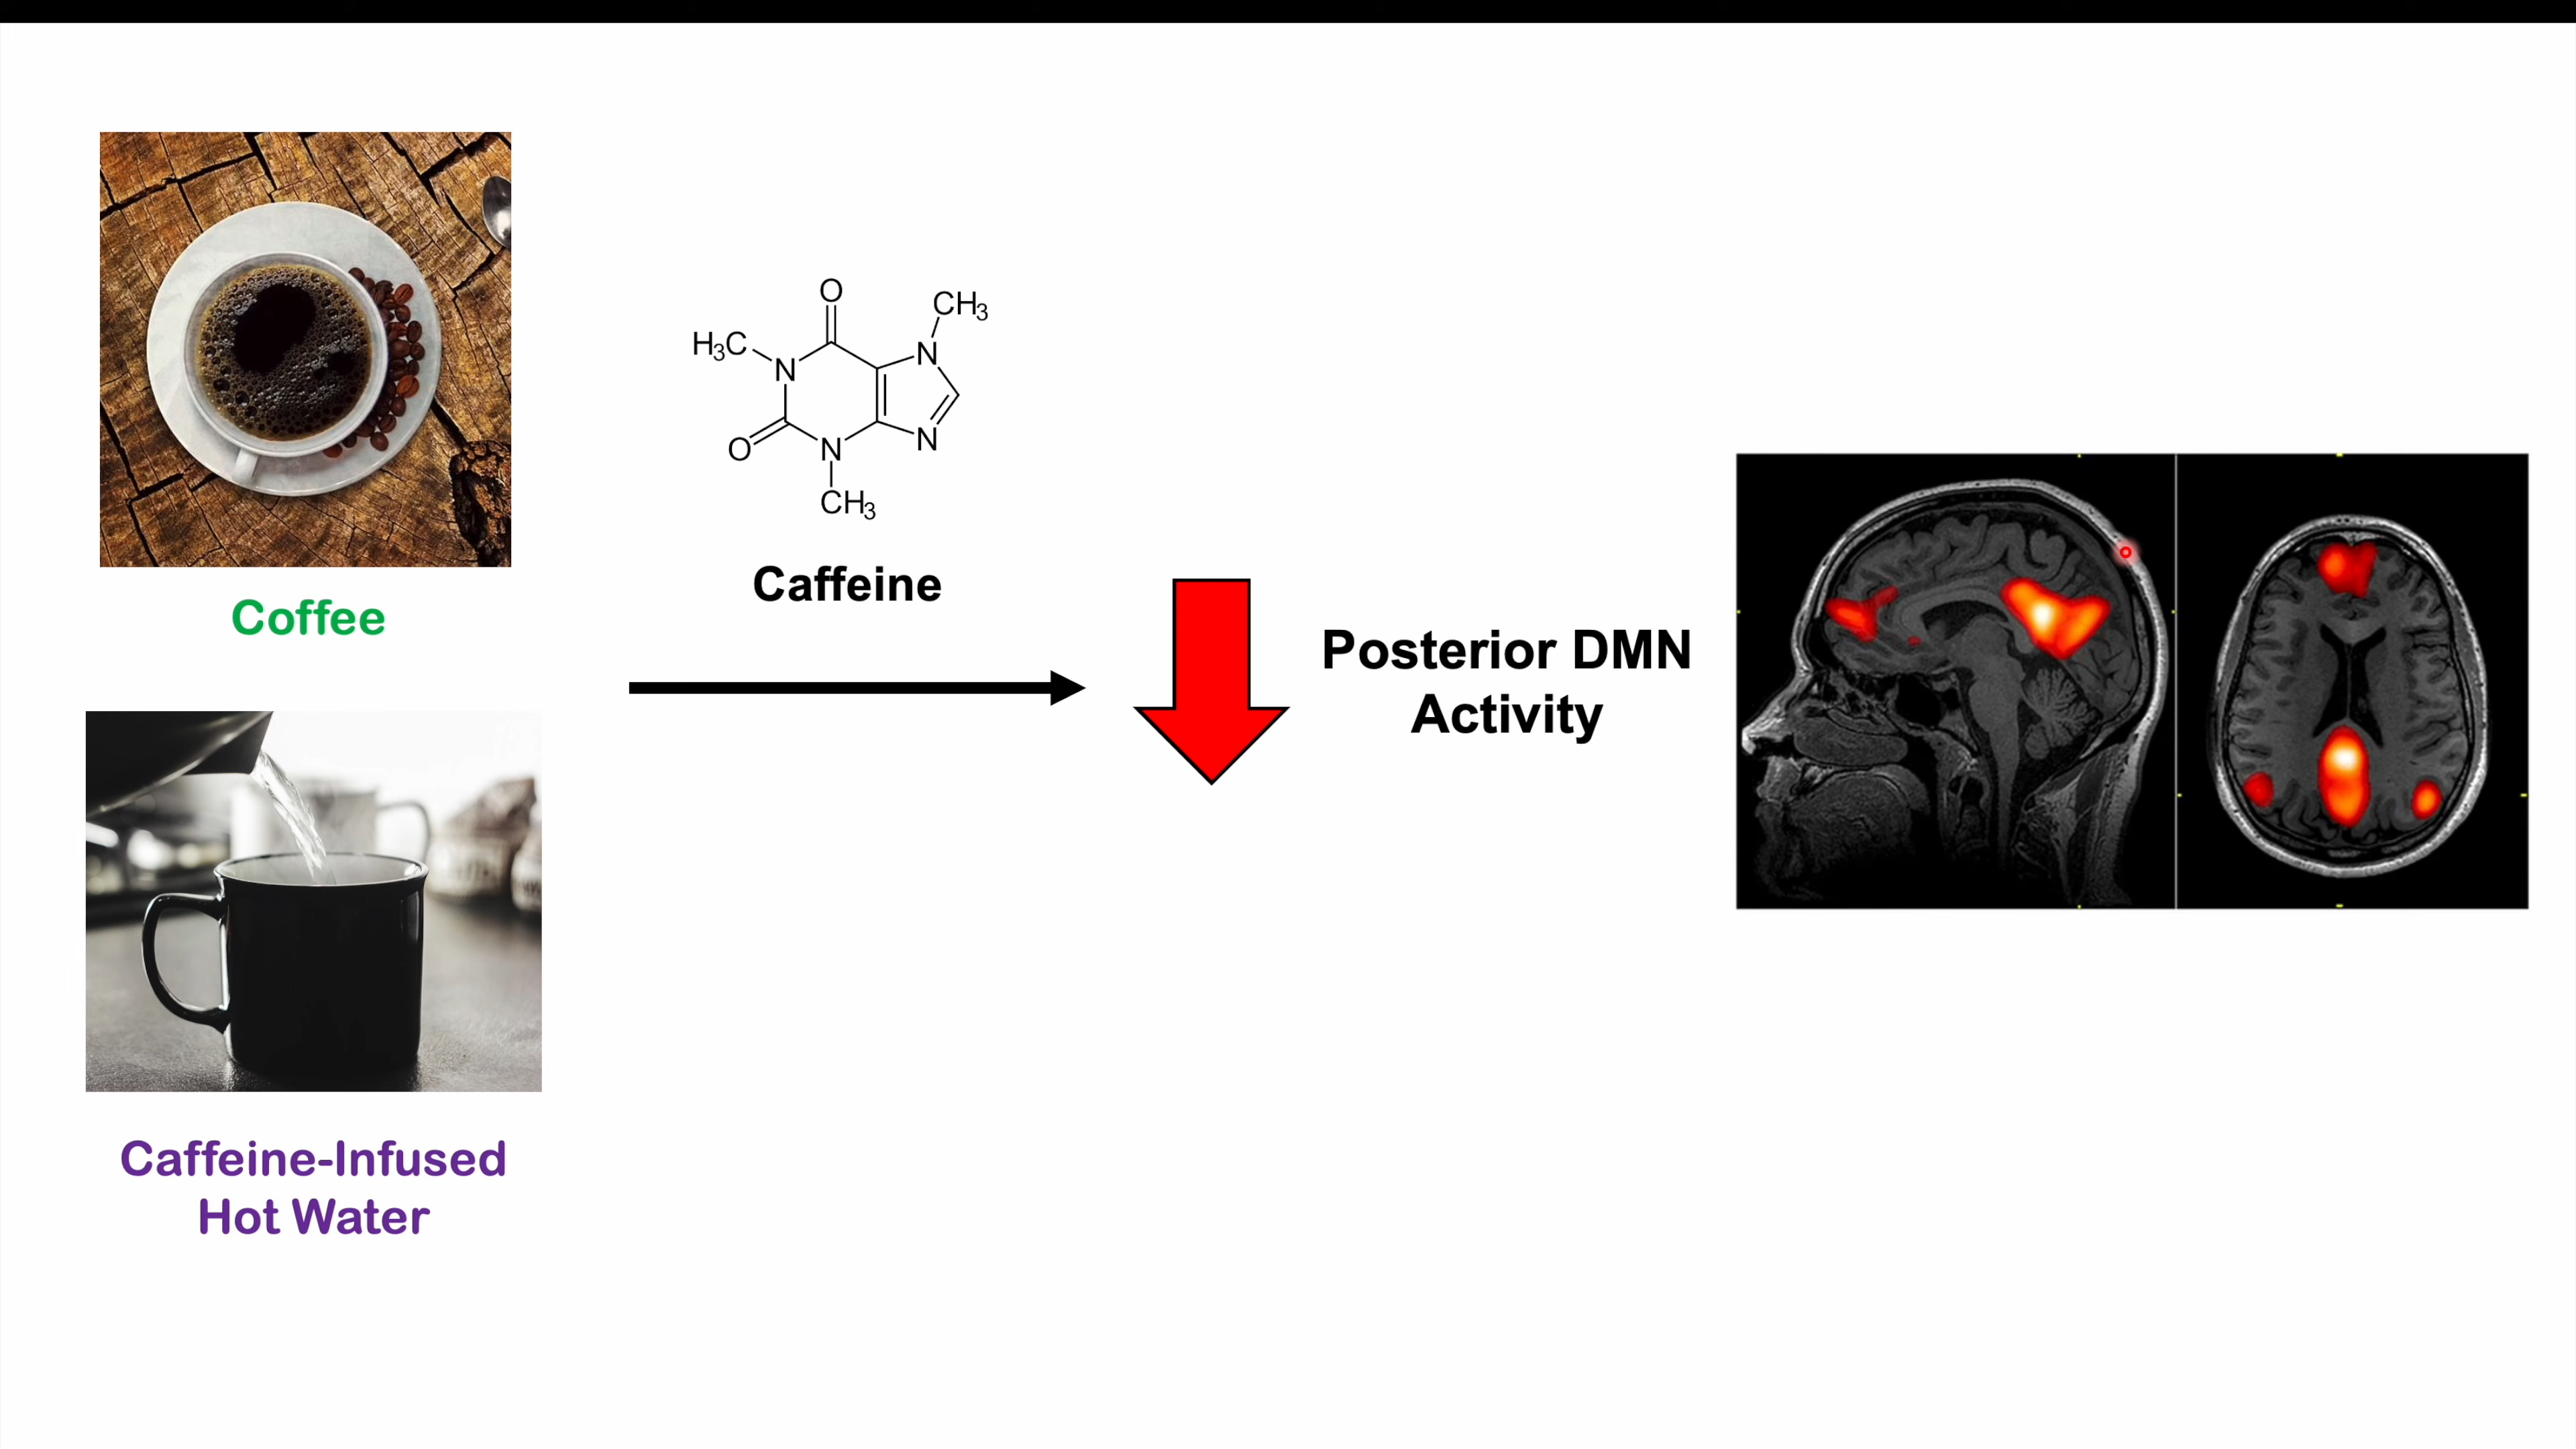 Coffee
O
CH3
H3C
N
N
O
N
N
CH3
Caffeine
Posterior DMN
Activity
Caffeine-Infused
Hot Water